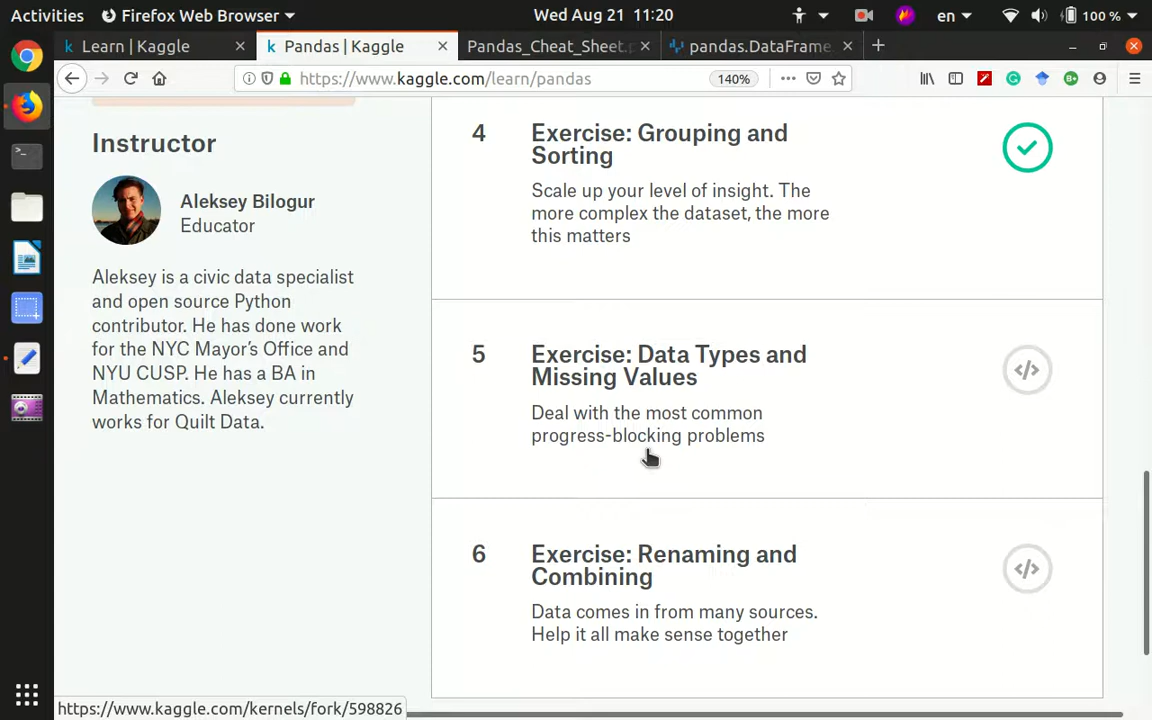 Activities
Firefox Web Browser
Wed Aug 21 11:20
en
100 %
Learn | Kaggle
Pandas | Kaggle
Pandas_Cheat_Sheet.
pandas.DataFrame.
https://www.kaggle.com/learn/pandas
140%
Instructor
Aleksey Bilogur
Educator
Aleksey is a civic data specialist
and open source Python
contributor. He has done work
for the NYC Mayor's Office and
NYU CUSP. He has a BA in
Mathematics. Aleksey currently
works for Quilt Data.
4
Exercise: Grouping and
Sorting
Scale up your level of insight. The
more complex the dataset, the more
this matters
5
Exercise: Data Types and
Missing Values
Deal with the most common
progress-blocking problems
6
Exercise: Renaming and
Combining
Data comes in from many sources.
Help it all make sense together
https://www.kaggle.com/kernels/fork/598826